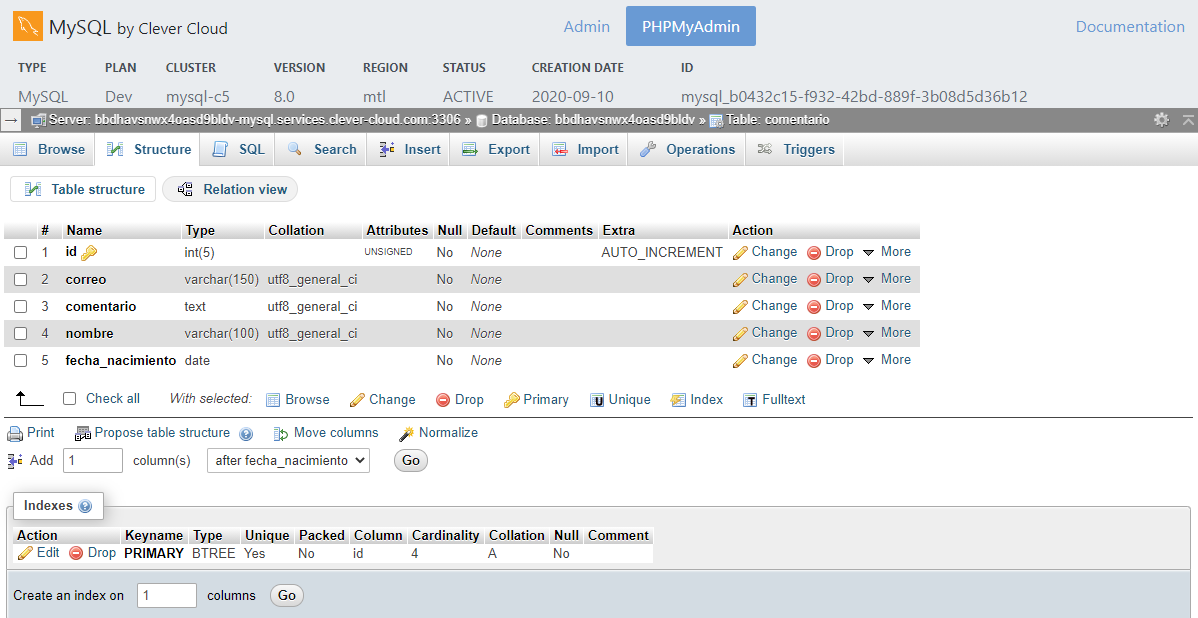 MySQL by Clever Cloud Admin PHPMyAdmin Documentation
TYPE PLAN CLUSTER VERSION REGION STATUS CREATION DATE ID
MySQL Dev mysql-c5 8.0 mtl ACTIVE 2020-09-10 mysql_b0432c15-f932-42bd-889f-3b08d5d36b12
Server: bbdhavsnwx4oasd9bldv-mysql.services.clever-cloud.com:3306 » Database: bbdhavsnwx4oasd9bldv » Table: comentario
Browse Structure SQL Search Insert Export Import Operations Triggers
Table structure Relation view
# Name Type Collation Attributes Null Default Comments Extra Action
1 id int(5) UNSIGNED No None AUTO_INCREMENT Change Drop More
2 correo varchar(150) utf8_general_ci No None Change Drop More
3 comentario text utf8_general_ci No None Change Drop More
4 nombre varchar(100) utf8_general_ci No None Change Drop More
5 fecha_nacimiento date No None Change Drop More
Check all With selected: Browse Change Drop Primary Unique Index Fulltext
Print Propose table structure Move columns Normalize
Add 1 column(s) after fecha_nacimiento Go
Indexes
Action Keyname Type Unique Packed Column Cardinality Collation Null Comment
Edit Drop PRIMARY BTREE Yes No id 4 A No
Create an index on 1 columns Go